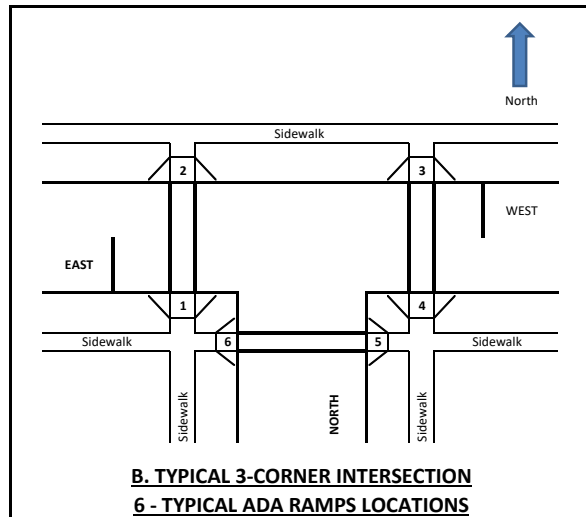 North
Sidewalk
2
3
WEST
EAST
1
4
Sidewalk
6
5
Sidewalk
Sidewalk
NORTH
Sidewalk
B. TYPICAL 3-CORNER INTERSECTION
6 - TYPICAL ADA RAMPS LOCATIONS